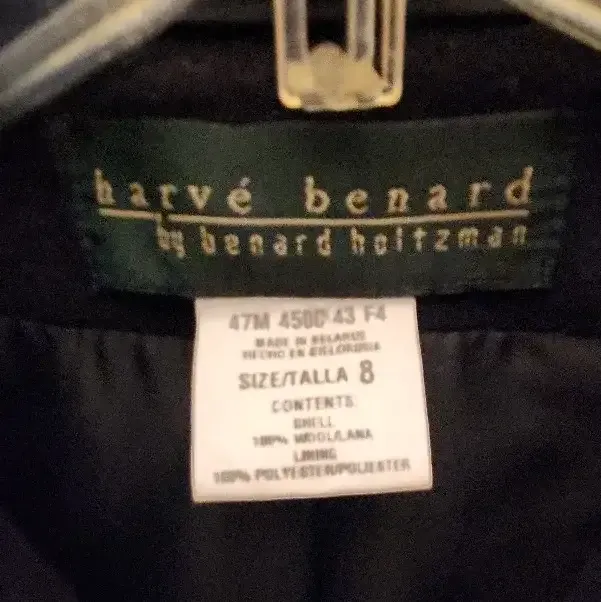 harvé benard
by benard holtzman
47M 450D 43 F4
MADE IN BELARUS
HECHO EN BIELORUSIA
SIZE/TALLA 8
CONTENTS
SHELL
100% WOOL/LANA
LINING
100% POLYESTER/POLIESTER